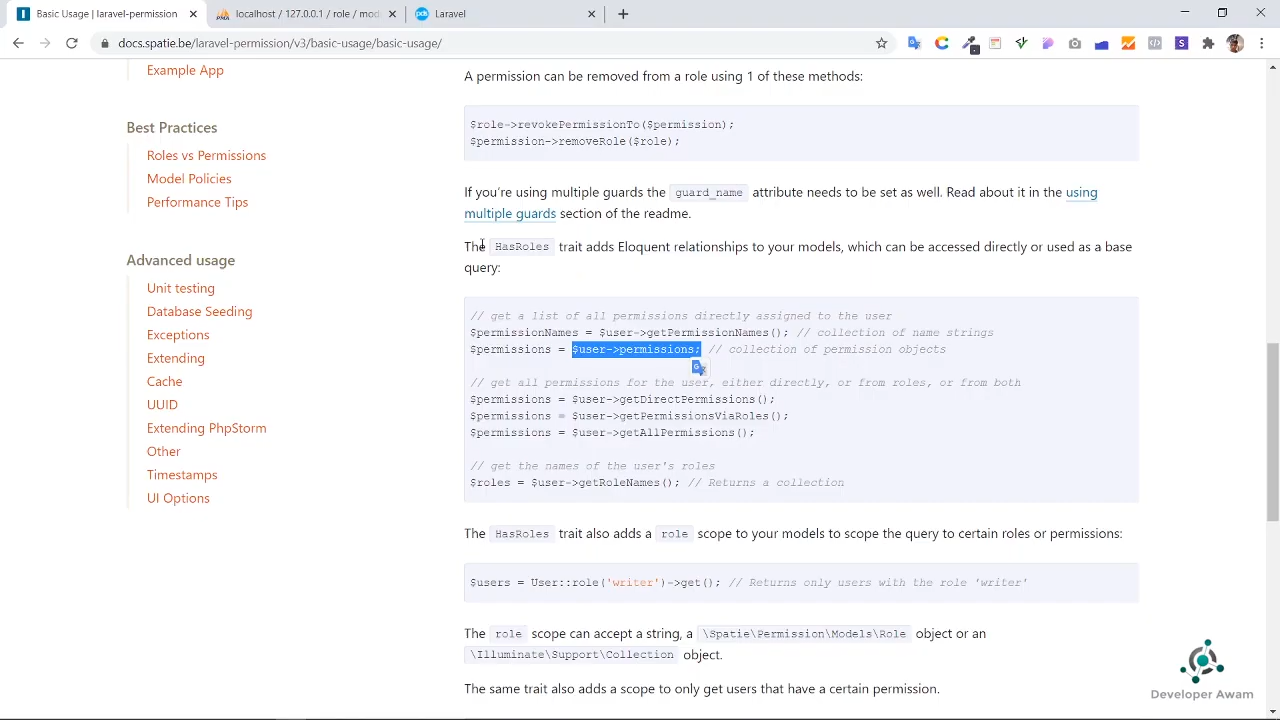 Basic Usage | laravel-permission
localhost / 127.0.0.1 / role / mod
Laravel
docs.spatie.be/laravel-permission/v3/basic-usage/basic-usage/
Example App
Best Practices
Roles vs Permissions
Model Policies
Performance Tips
Advanced usage
Unit testing
Database Seeding
Exceptions
Extending
Cache
UUID
Extending PhpStorm
Other
Timestamps
UI Options
A permission can be removed from a role using 1 of these methods:
$role->revokePermissionTo($permission);
$permission->removeRole($role);
If you’re using multiple guards the guard_name attribute needs to be set as well. Read about it in the using
multiple guards section of the readme.
The HasRoles trait adds Eloquent relationships to your models, which can be accessed directly or used as a base
query:
// get a list of all permissions directly assigned to the user
$permissionNames = $user->getPermissionNames(); // collection of name strings
$permissions = $user->permissions; // collection of permission objects
// get all permissions for the user, either directly, or from roles, or from both
$permissions = $user->getDirectPermissions();
$permissions = $user->getPermissionsViaRoles();
$permissions = $user->getAllPermissions();
// get the names of the user's roles
$roles = $user->getRoleNames(); // Returns a collection
The HasRoles trait also adds a role scope to your models to scope the query to certain roles or permissions:
$users = User::role('writer')->get(); // Returns only users with the role 'writer'
The role scope can accept a string, a \Spatie\Permission\Models\Role object or an
\Illuminate\Support\Collection object.
The same trait also adds a scope to only get users that have a certain permission.
Developer Awam